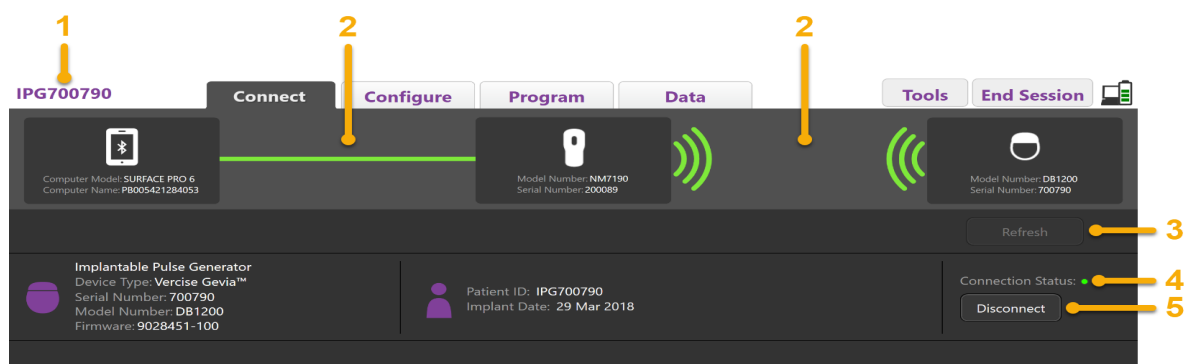 1
2
2
IPG700790
Connect
Configure
Program
Data
Tools
End Session
Computer Model: SURFACE PRO 6
Computer Name: PB005421284053
Model Number: NM7190
Serial Number: 200089
Model Number: DB1200
Serial Number: 700790
Refresh
3
Implantable Pulse Generator
Device Type: Vercise Gevia™
Serial Number: 700790
Model Number: DB1200
Firmware: 9028451-100
Patient ID: IPG700790
Implant Date: 29 Mar 2018
Connection Status:
4
Disconnect
5